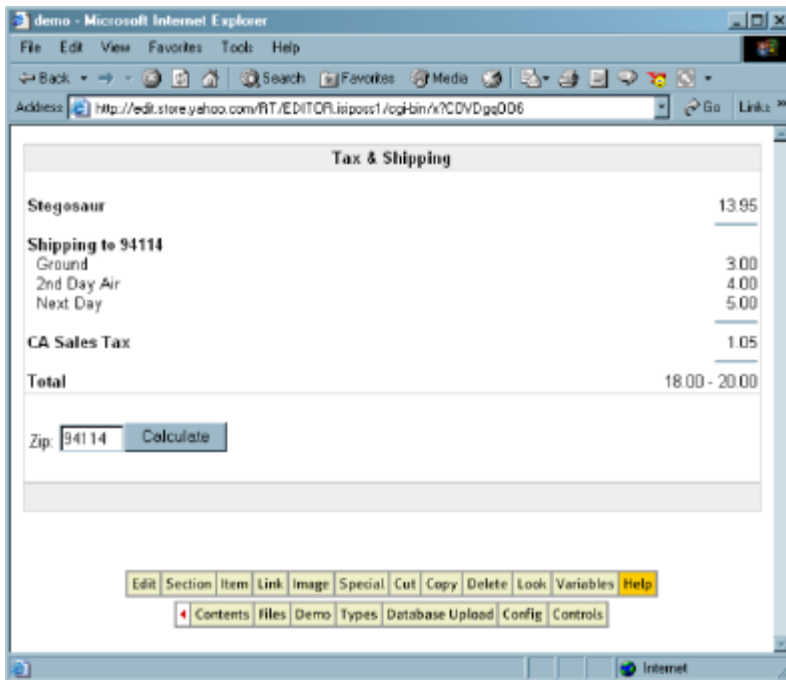 demo - Microsoft Internet Explorer
File Edit View Favorites Tools Help
Back Search Favorites Media
Address http://edit.store.yahoo.com/RT/EDITOR.isiposs1/cgi-bin/x? Go Links »
Tax & Shipping
Stegosaur 13.95
Shipping to 94114
Ground 3.00
2nd Day Air 4.00
Next Day 5.00
CA Sales Tax 1.05
Total 18.00 - 20.00
Zip: 94114 Calculate
Edit Section Item Link Image Special Cut Copy Delete Look Variables Help
Contents Files Demo Types Database Upload Config Controls
Internet